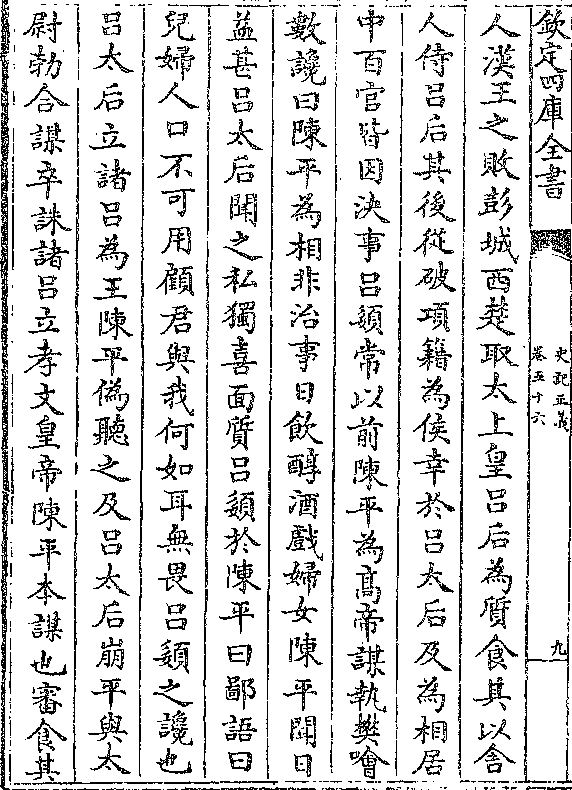 欽定四庫全書
史記正義
卷五十六
九
人漢王之敗彭城西楚取太上皇吕后為質食其以舍
人侍吕后其後從破項籍為侯幸於吕太后及為相居
中百官皆因決事吕嬃常以前陳平為高帝謀執樊噲
數讒曰陳平為相非治事日飲醇酒戲婦女陳平聞日
益甚吕太后聞之私獨喜面質吕嬃於陳平曰鄙語曰
兒婦人口不可用顧君與我何如耳無畏吕嬃之讒也
吕太后立諸吕為王陳平偽聽之及吕太后崩平與太
尉勃合謀卒誅諸吕立孝文皇帝陳平本謀也審食其